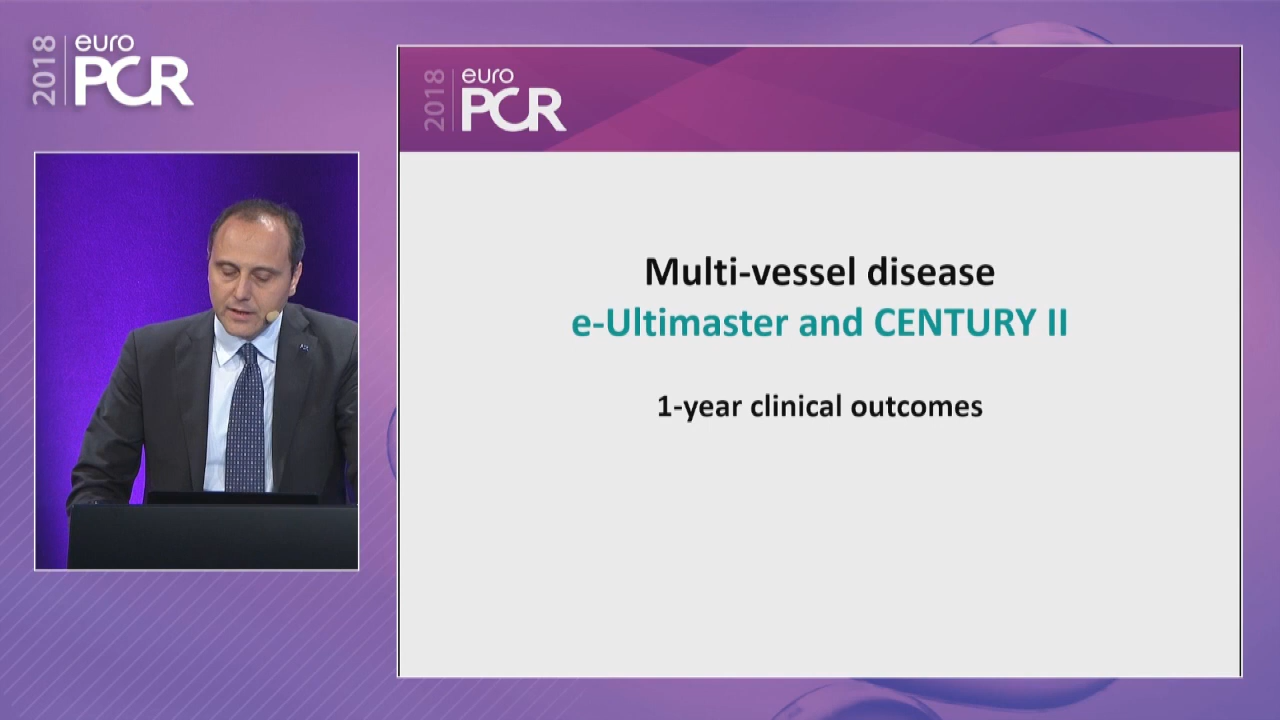 2018
euro
PCR
2018
euro
PCR
Multi-vessel disease
e-Ultimaster and CENTURY II
1-year clinical outcomes